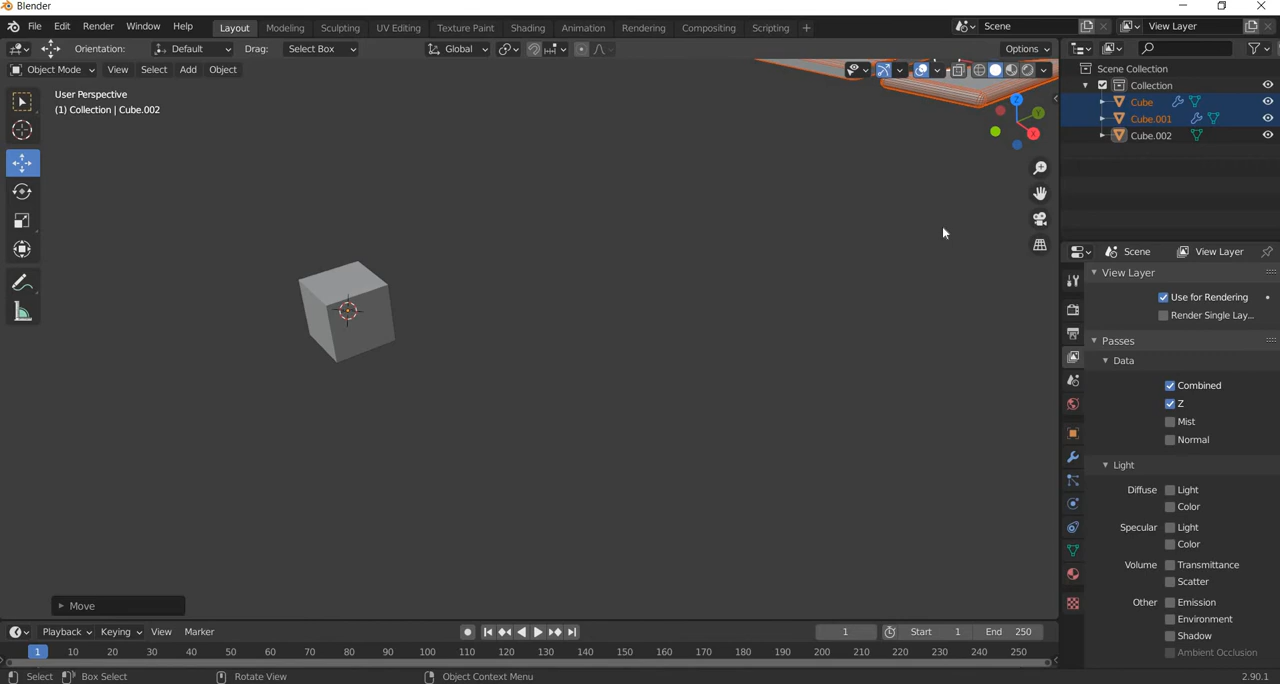 Blender
File Edit Render Window Help Layout Modeling Sculpting UV Editing Texture Paint Shading Animation Rendering Compositing Scripting + Scene View Layer
Orientation: Default Drag: Select Box Global Options
Object Mode View Select Add Object
User Perspective
(1) Collection | Cube.002
X
Y
Z
Move
Scene Collection
Collection
Cube
Cube.001
Cube.002
Scene View Layer
View Layer
Use for Rendering
Render Single Lay...
Passes
Data
Combined
Z
Mist
Normal
Light
Diffuse Light
Color
Specular Light
Color
Volume Transmittance
Scatter
Other Emission
Environment
Shadow
Ambient Occlusion
Playback Keying View Marker 1 Start 1 End 250
1 10 20 30 40 50 60 70 80 90 100 110 120 130 140 150 160 170 180 190 200 210 220 230 240 250
Select Box Select Rotate View Object Context Menu 2.90.1